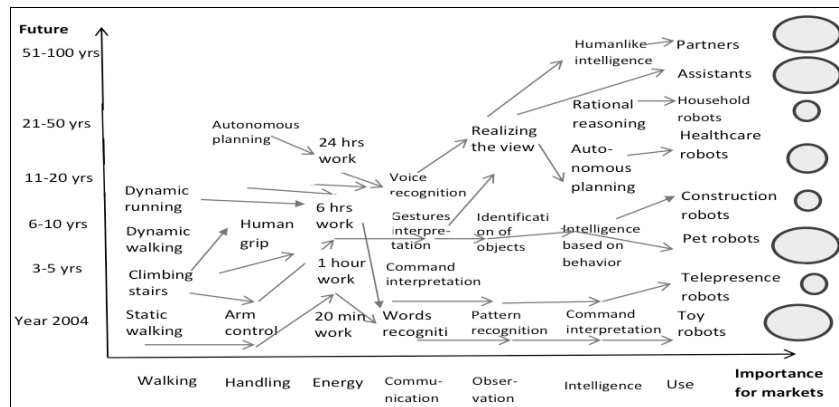 Future
51-100 yrs
21-50 yrs
11-20 yrs
6-10 yrs
3-5 yrs
Year 2004
Dynamic
running
Dynamic
walking
Climbing
stairs
Static
walking
Autonomous
planning
Human
grip
Arm
control
24 hrs
work
6 hrs
work
1 hour
work
20 min
work
Voice
recognition
Gestures
interpre-
tation
Command
interpretation
Words
recogniti
Realizing
the view
Identificati
on of
objects
Pattern
recognition
Humanlike
intelligence
Rational
reasoning
Auto-
nomous
planning
Intelligence
based on
behavior
Command
interpretation
Partners
Assistants
Household
robots
Healthcare
robots
Construction
robots
Pet robots
Telepresence
robots
Toy
robots
Walking
Handling
Energy
Commu-
nication
Obser-
vation
Intelligence
Use
Importance
for markets